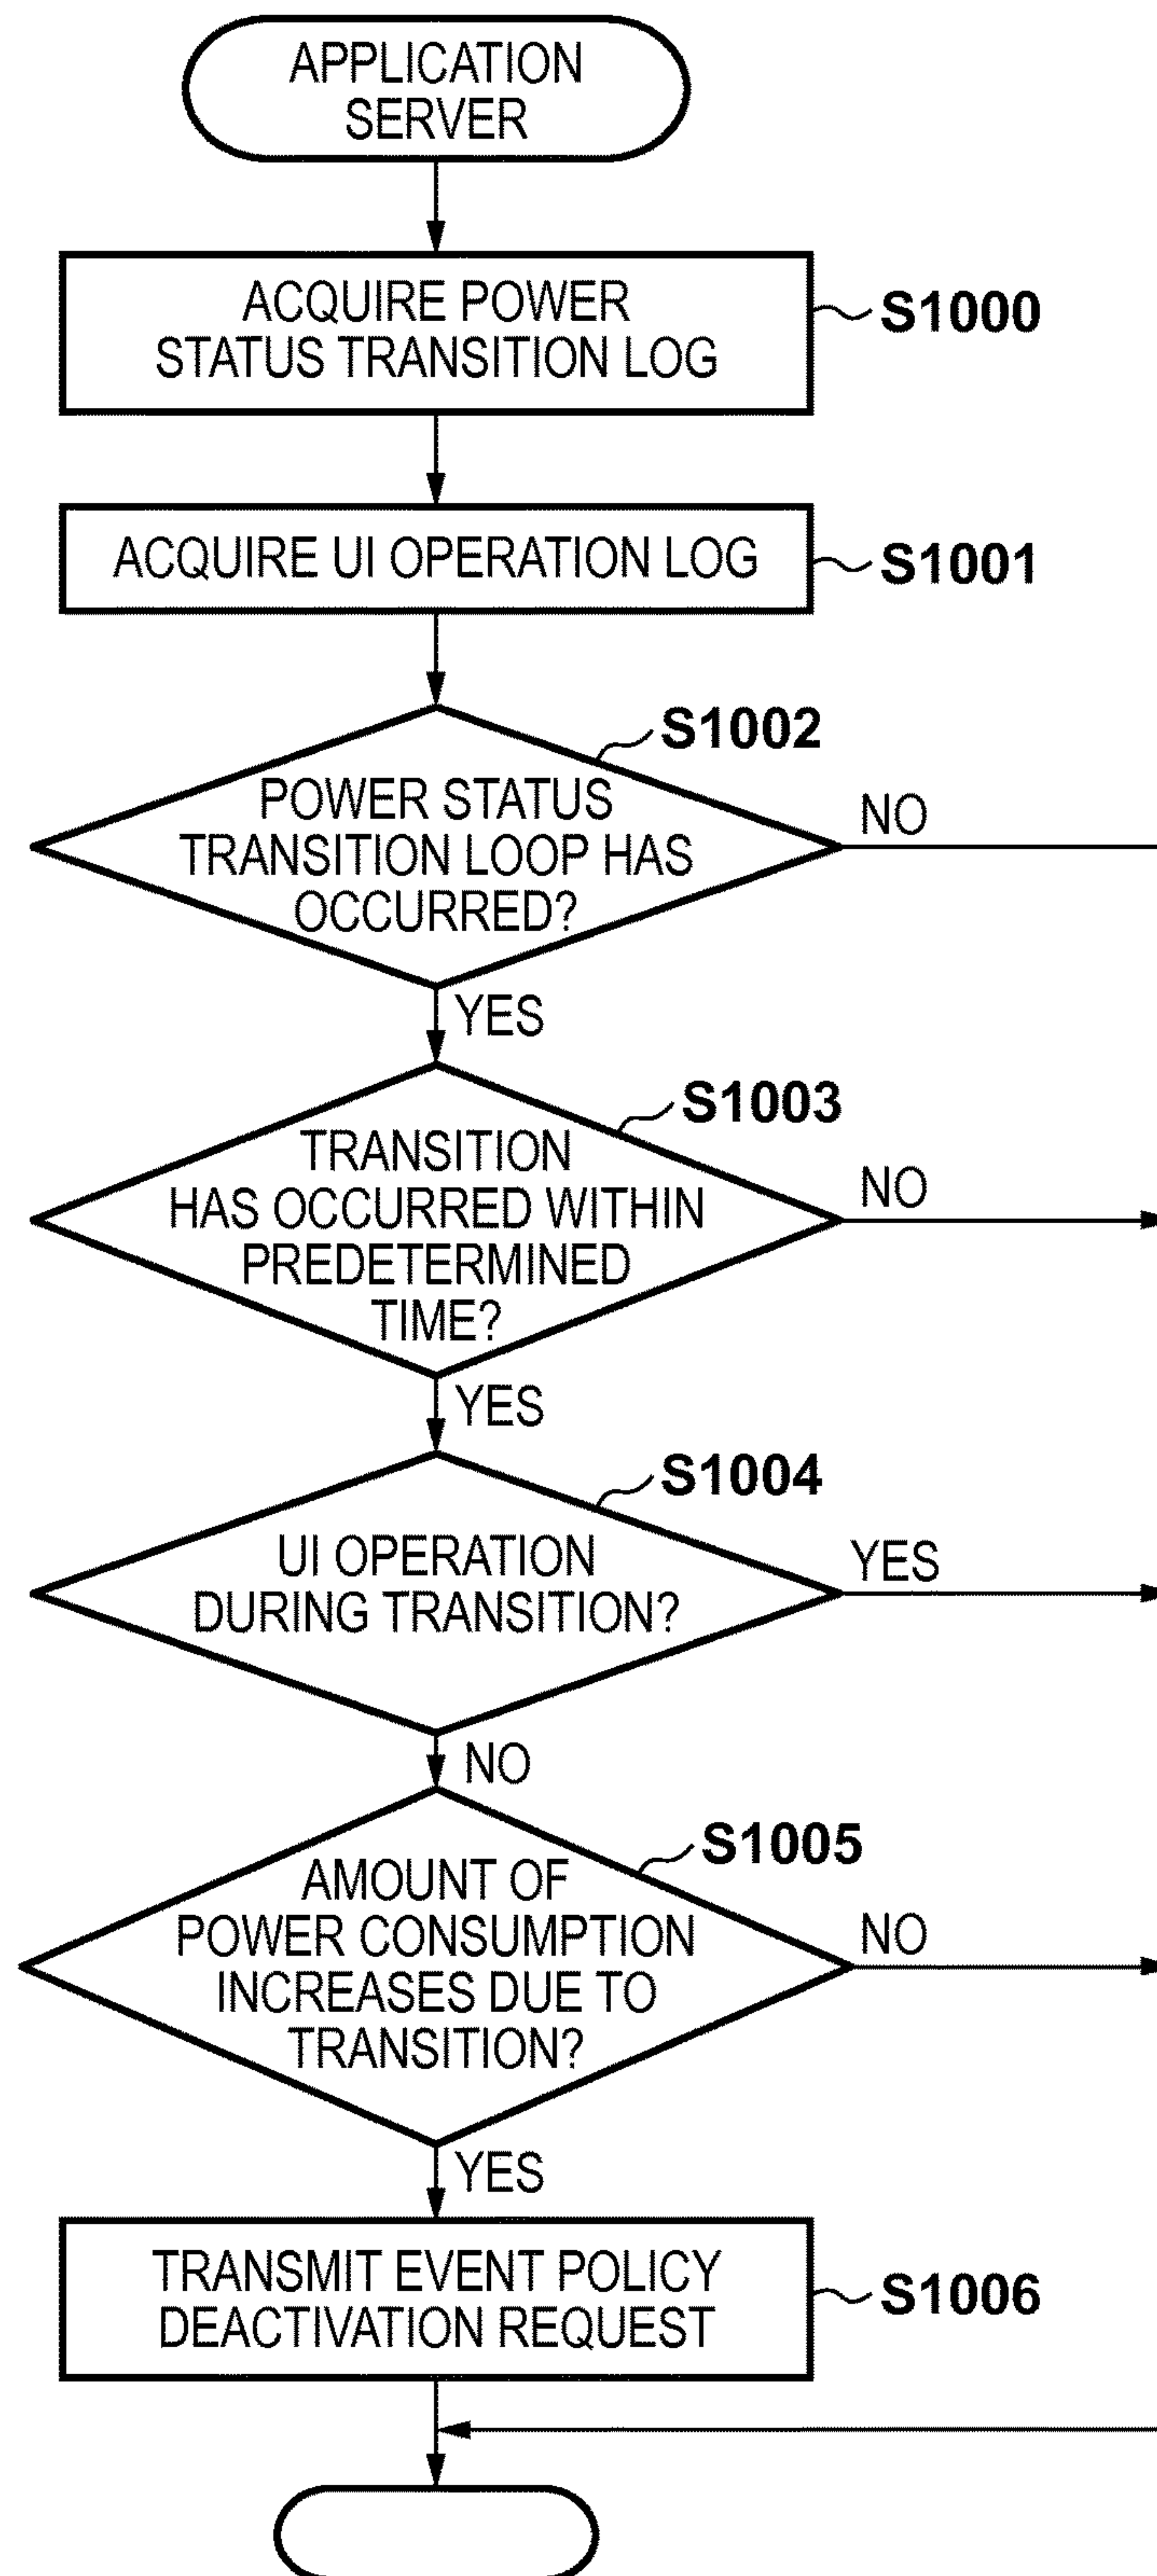 APPLICATION
SERVER
ACQUIRE POWER
STATUS TRANSITION LOG
S1000
ACQUIRE UI OPERATION LOG
S1001
S1002
POWER STATUS
TRANSITION LOOP HAS
OCCURRED?
NO
YES
S1003
TRANSITION
HAS OCCURRED WITHIN
PREDETERMINED
TIME?
NO
YES
S1004
UI OPERATION
DURING TRANSITION?
YES
NO
S1005
AMOUNT OF
POWER CONSUMPTION
INCREASES DUE TO
TRANSITION?
NO
YES
TRANSMIT EVENT POLICY
DEACTIVATION REQUEST
S1006